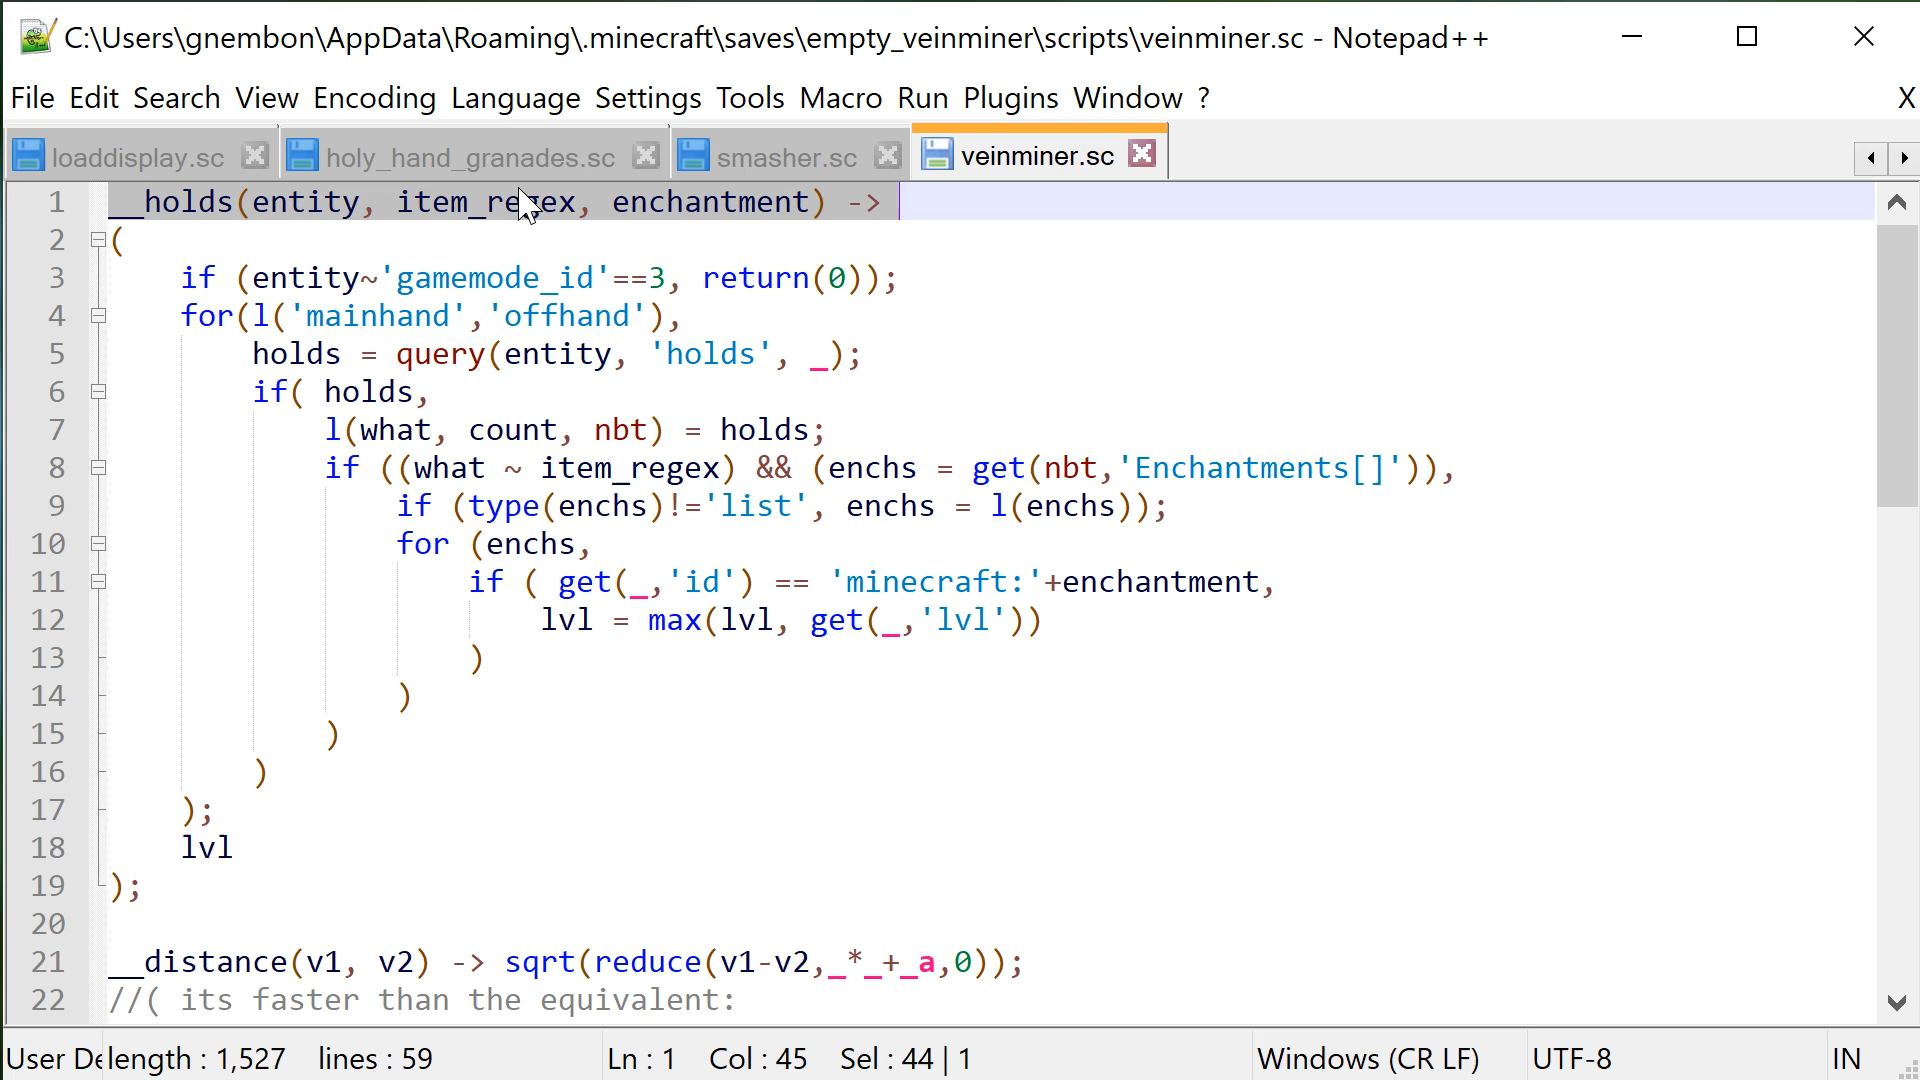 C:\Users\gnembon\AppData\Roaming\.minecraft\saves\empty_veinminer\scripts\veinminer.sc - Notepad++
File Edit Search View Encoding Language Settings Tools Macro Run Plugins Window ? X
loaddisplay.sc holy_hand_granades.sc smasher.sc veinminer.sc
1 __holds(entity, item_regex, enchantment) ->
2 (
3 if (entity~'gamemode_id'==3, return(0));
4 for(l('mainhand','offhand'),
5 holds = query(entity, 'holds', _);
6 if( holds,
7 l(what, count, nbt) = holds;
8 if ((what ~ item_regex) && (enchs = get(nbt,'Enchantments[]')),
9 if (type(enchs)!='list', enchs = l(enchs));
10 for (enchs,
11 if ( get(_,'id') == 'minecraft:'+enchantment,
12 lvl = max(lvl, get(_,'lvl'))
13 )
14 )
15 )
16 )
17 );
18 lvl
19 );
20
21 __distance(v1, v2) -> sqrt(reduce(v1-v2,_*_+_a,0));
22 //( its faster than the equivalent:
User De length : 1,527 lines : 59 Ln : 1 Col : 45 Sel : 44 | 1 Windows (CR LF) UTF-8 IN